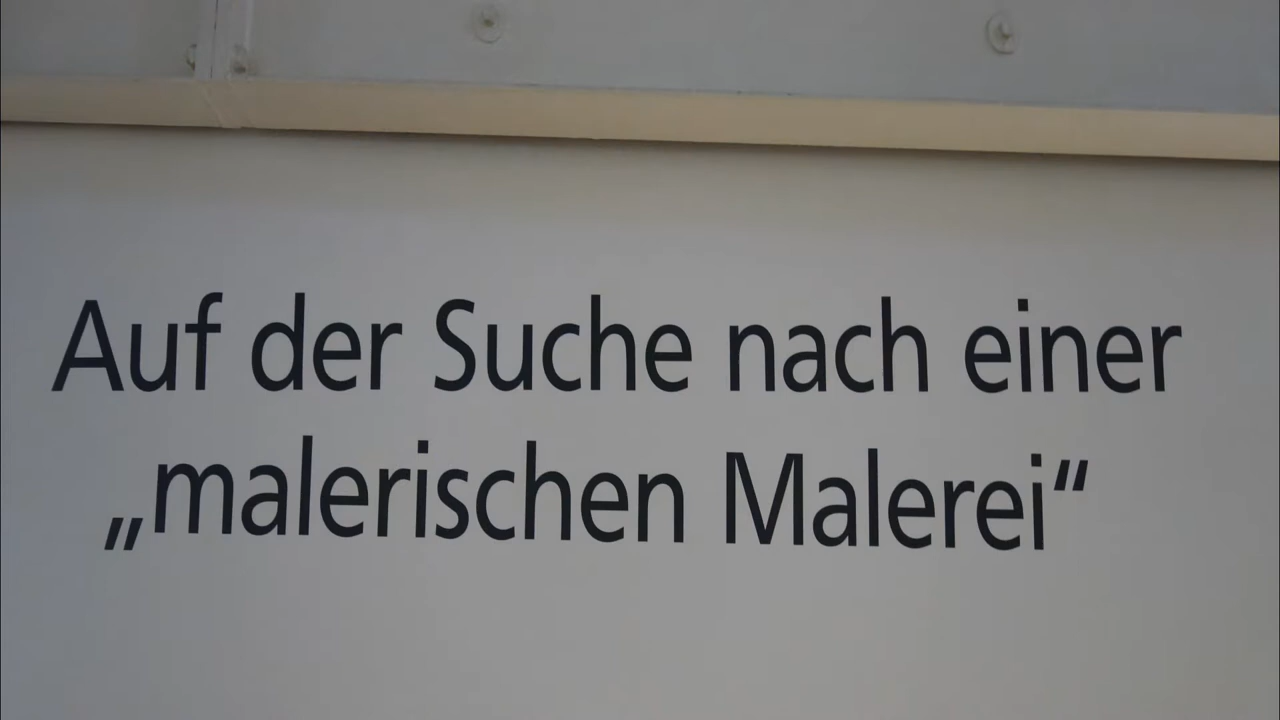 Auf der Suche nach einer
„malerischen Malerei“